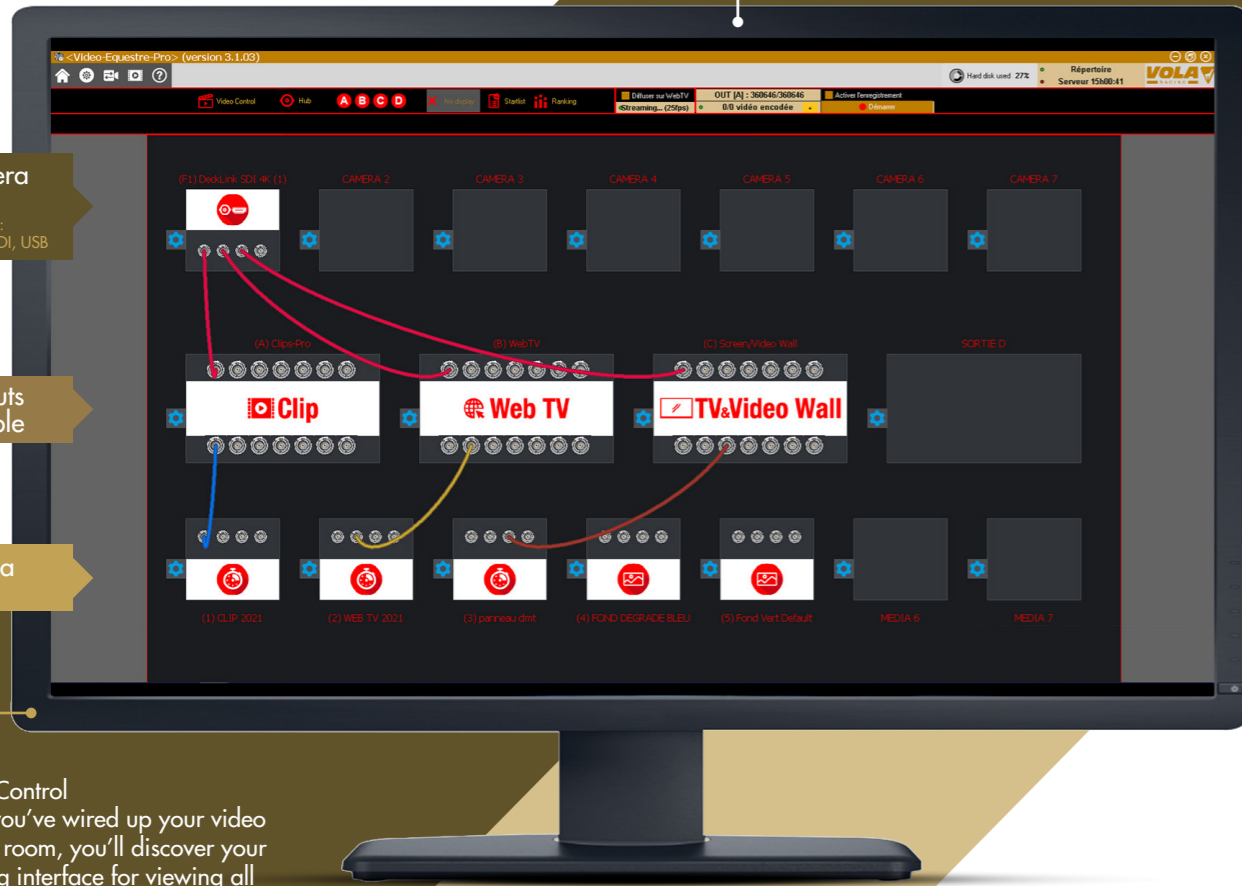 <Video-Equestre-Pro> (version 3.1.03)
Hard disk used 27%
Répertoire
Serveur 15h00:41
VOLA
Video Control
Hub
A B C D
No display
Startlist
Ranking
Diffuser sur WebTV
Streaming... (25fps)
OUT [A] : 360646/360646
0/0 vidéo encodée
Activer l'enregistrement
Démarrer
(F1) DeckLink SDI 4K (1)
CAMERA 2
CAMERA 3
CAMERA 4
CAMERA 5
CAMERA 6
CAMERA 7
DI, USB
(A) Clips-Pro
(B) WebTV
(C) Screen/Video Wall
SORTIE D
Clip
Web TV
TV&Video Wall
(1) CLIP 2021
(2) WEB TV 2021
(3) panneau dmt
(4) FOND DEGRADE BLEU
(5) Fond Vert Default
MEDIA 6
MEDIA 7
Control
you've wired up your video
room, you'll discover your
interface for viewing all